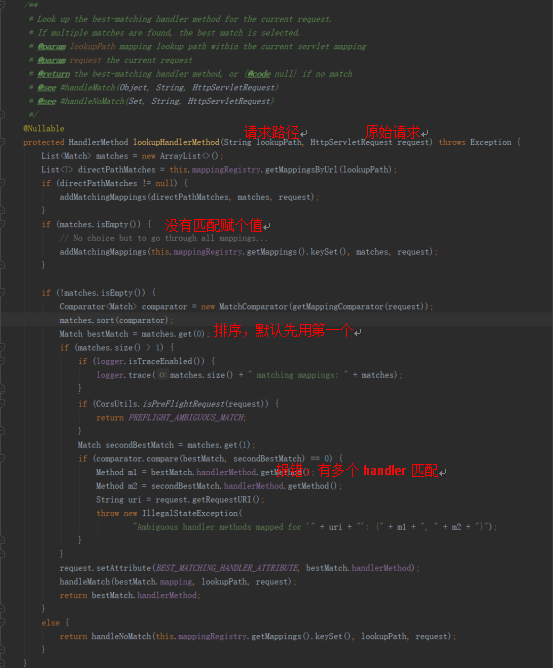 /**
* Look up the best-matching handler method for the current request.
* If multiple matches are found, the best match is selected.
* @param lookupPath mapping lookup path within the current servlet mapping
* @param request the current request
* @return the best-matching handler method, or {@code null} if no match
* @see #handleMatch(Object, String, HttpServletRequest)
* @see #handleNoMatch(Set, String, HttpServletRequest)
*/
请求路径 原始请求
@Nullable
protected HandlerMethod lookupHandlerMethod(String lookupPath, HttpServletRequest request) throws Exception {
List<Match> matches = new ArrayList<>();
List<T> directPathMatches = this.mappingRegistry.getMappingsByUrl(lookupPath);
if (directPathMatches != null) {
addMatchingMappings(directPathMatches, matches, request);
}
if (matches.isEmpty()) { 没有匹配赋个值
// No choice but to go through all mappings...
addMatchingMappings(this.mappingRegistry.getMappings().keySet(), matches, request);
}
if (!matches.isEmpty()) {
Comparator<Match> comparator = new MatchComparator(getMappingComparator(request));
matches.sort(comparator);
Match bestMatch = matches.get(0); 排序，默认先用第一个
if (matches.size() > 1) {
if (logger.isTraceEnabled()) {
logger.trace( o: matches.size() + " matching mappings: " + matches);
}
if (CorsUtils.isPreFlightRequest(request)) {
return PREFLIGHT_AMBIGUOUS_MATCH;
}
Match secondBestMatch = matches.get(1);
if (comparator.compare(bestMatch, secondBestMatch) == 0) {
Method m1 = bestMatch.handlerMethod.getMethod(); 报错：有多个 handler 匹配
Method m2 = secondBestMatch.handlerMethod.getMethod();
String uri = request.getRequestURI();
throw new IllegalStateException(
"Ambiguous handler methods mapped for '" + uri + "': {" + m1 + ", " + m2 + "}");
}
}
request.setAttribute(BEST_MATCHING_HANDLER_ATTRIBUTE, bestMatch.handlerMethod);
handleMatch(bestMatch.mapping, lookupPath, request);
return bestMatch.handlerMethod;
}
else {
return handleNoMatch(this.mappingRegistry.getMappings().keySet(), lookupPath, request);
}
}